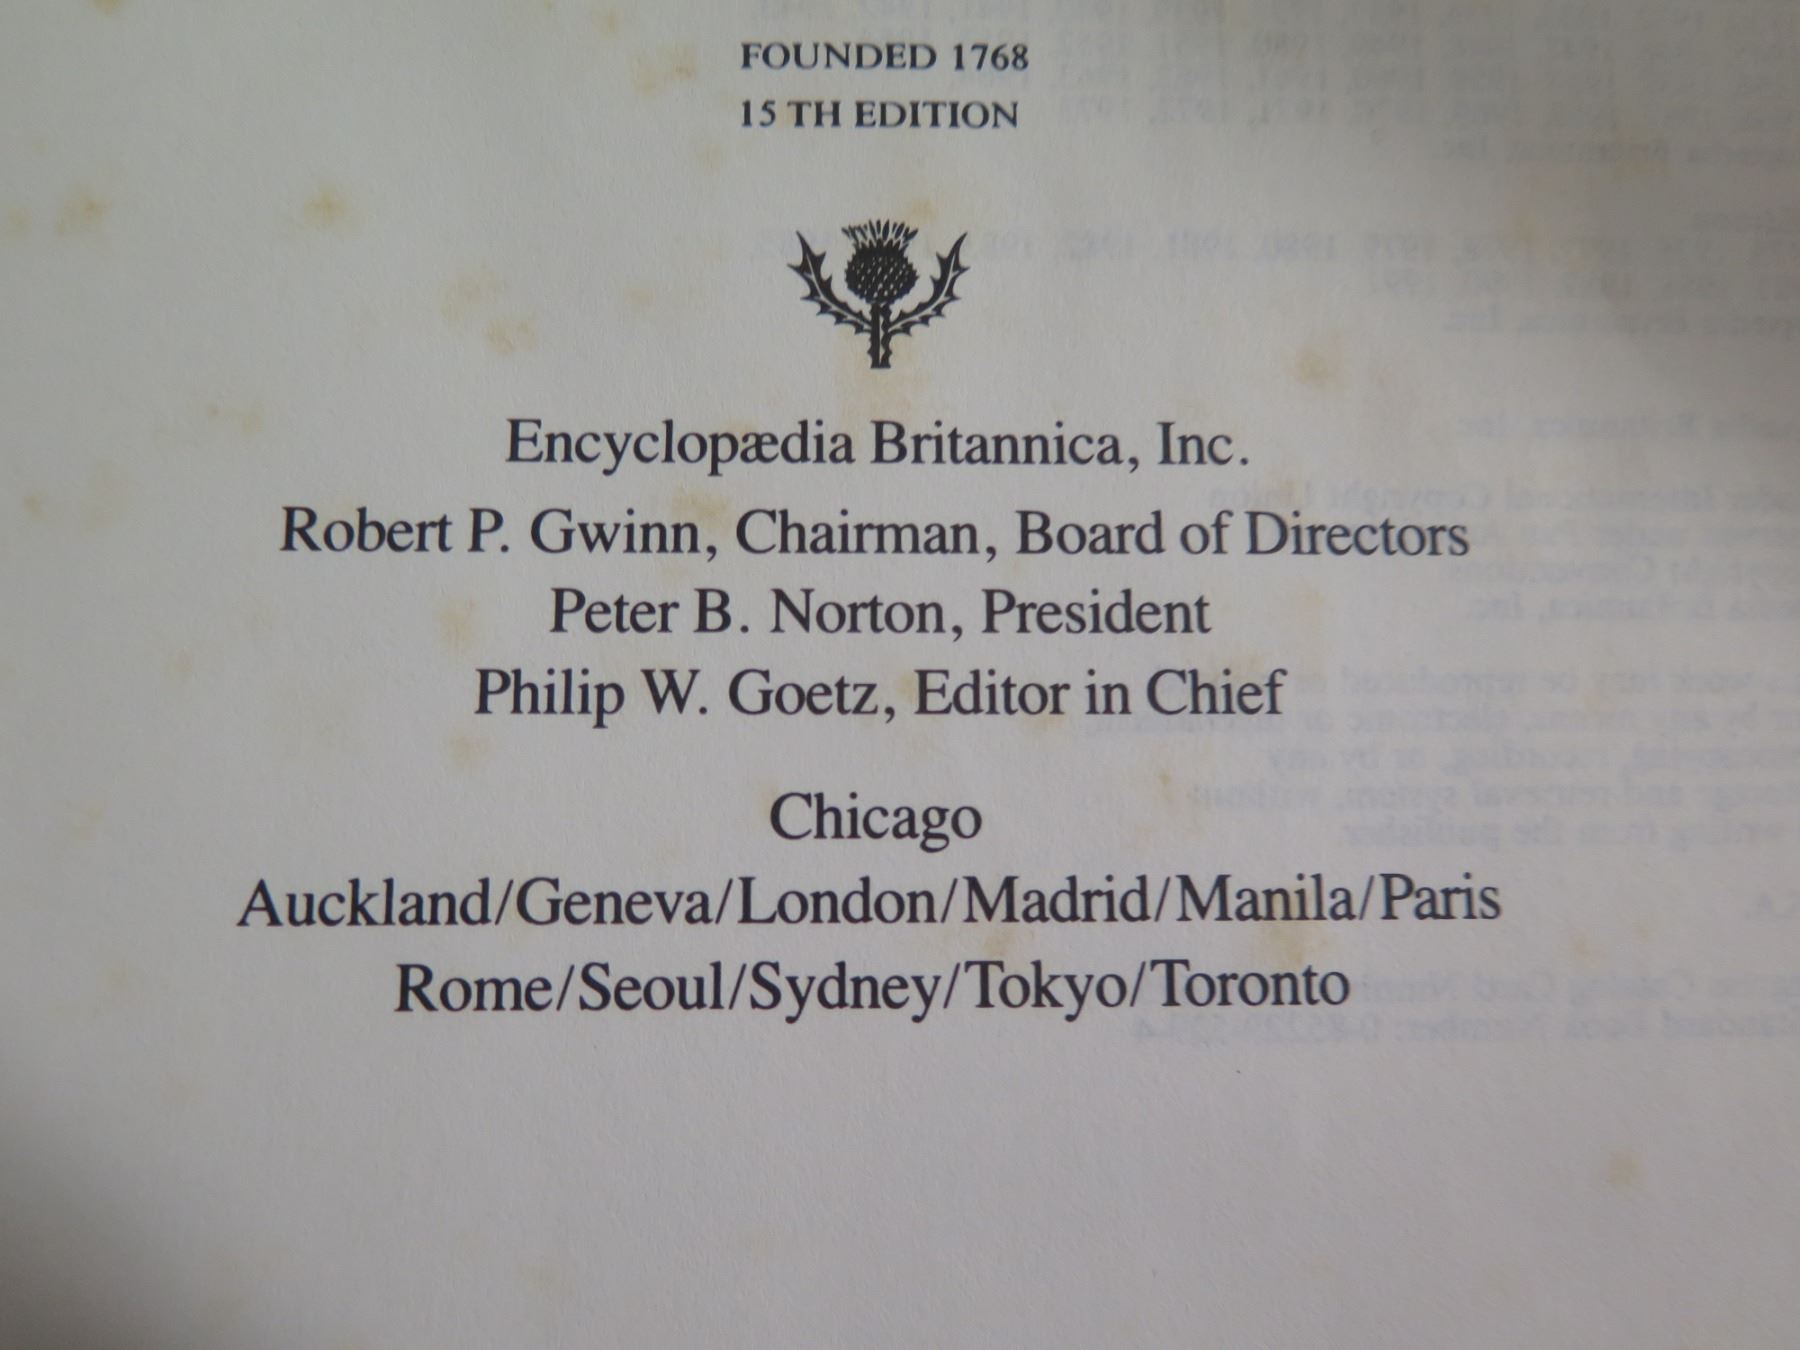 FOUNDED 1768
15 TH EDITION
Encyclopædia Britannica, Inc.
Robert P. Gwinn, Chairman, Board of Directors
Peter B. Norton, President
Philip W. Goetz, Editor in Chief
Chicago
Auckland/Geneva/London/Madrid/Manila/Paris
Rome/Seoul/Sydney/Tokyo/Toronto